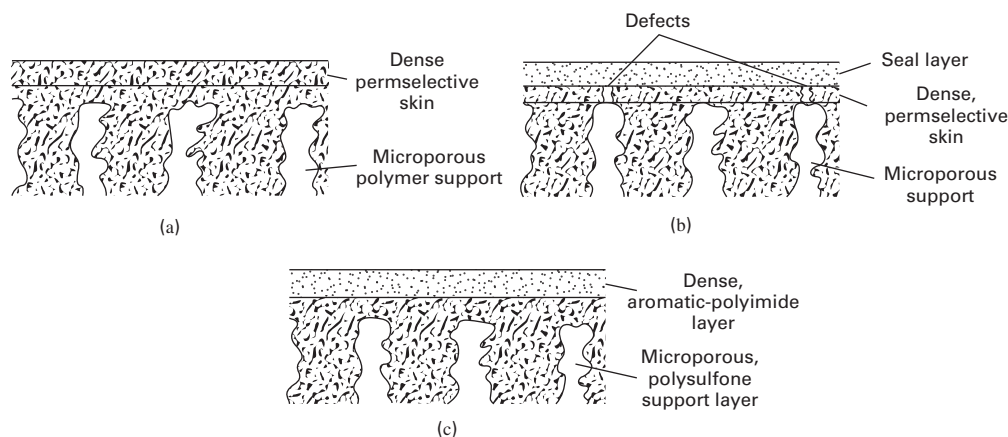 Dense
permselective
skin
Microporous
polymer support
(a)
Defects
Seal layer
Dense,
permselective
skin
Microporous
support
(b)
Dense,
aromatic-polyimide
layer
Microporous,
polysulfone
support layer
(c)